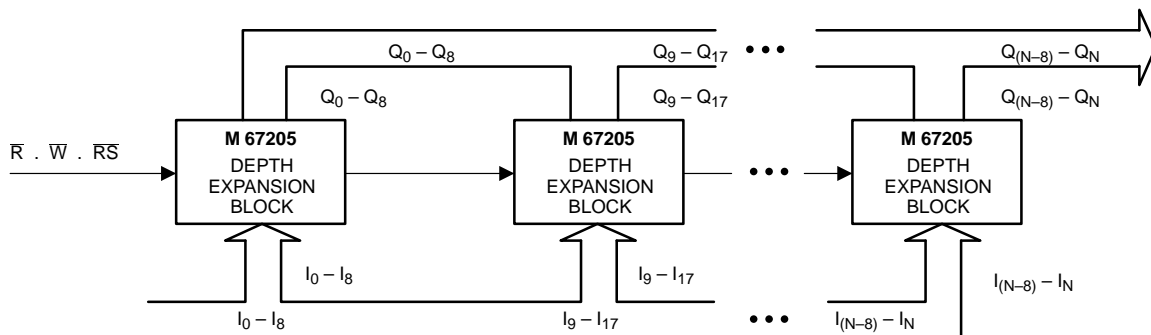 Q0 – Q8
Q9 – Q17
Q(N–8) – QN
Q0 – Q8
Q9 – Q17
Q(N–8) – QN
R̅ . W̅ . R̅S̅
M 67205
DEPTH
EXPANSION
BLOCK
M 67205
DEPTH
EXPANSION
BLOCK
M 67205
DEPTH
EXPANSION
BLOCK
I0 – I8
I9 – I17
I(N–8) – IN
I0 – I8
I9 – I17
I(N–8) – IN